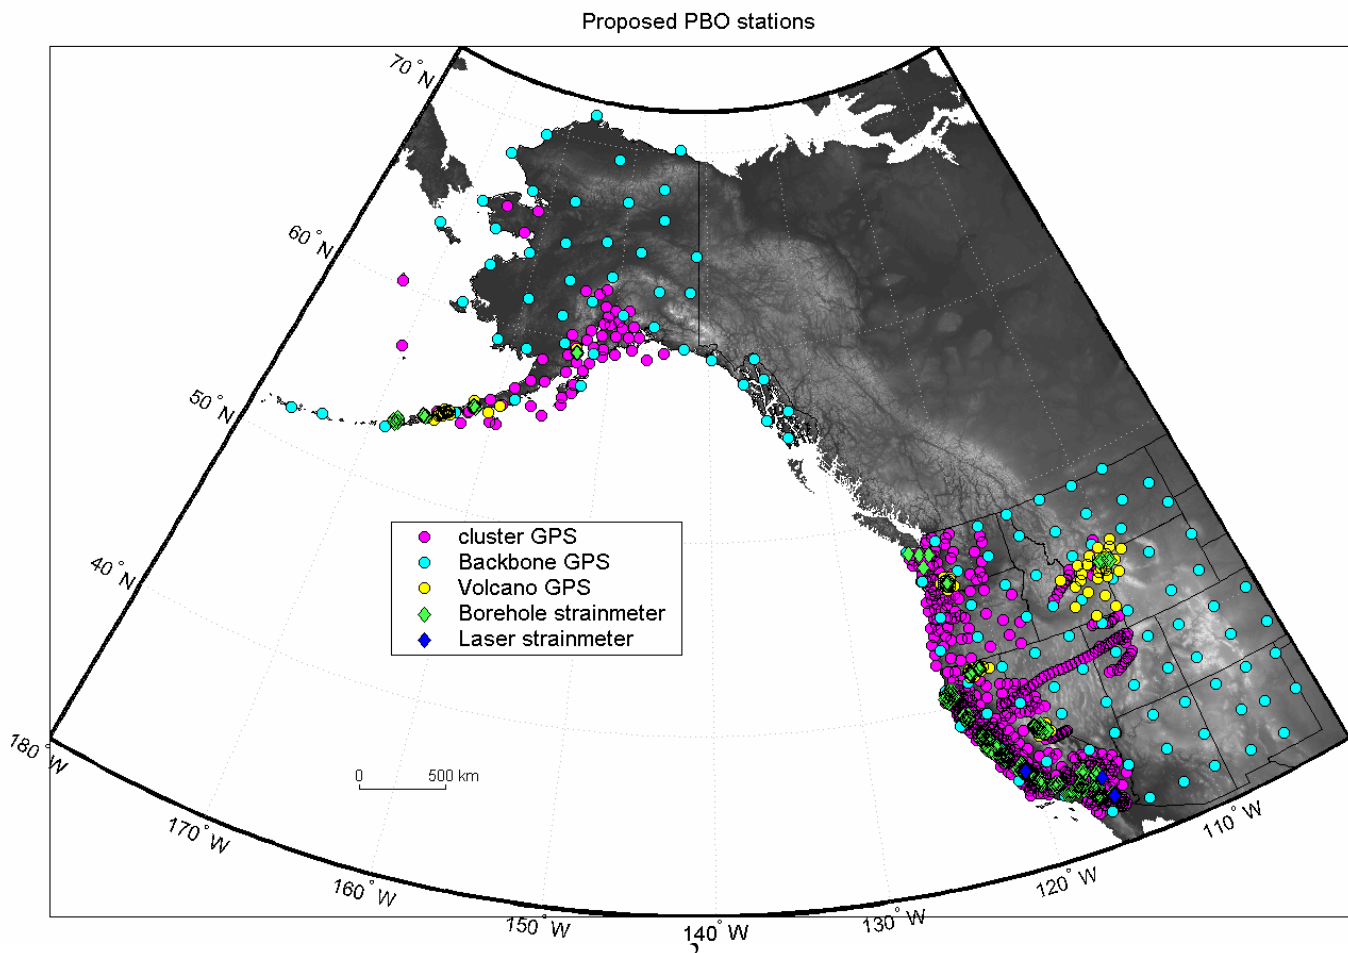 Proposed PBO stations
70° N
60° N
50° N
40° N
cluster GPS
Backbone GPS
Volcano GPS
Borehole strainmeter
Laser strainmeter
0 500 km
180° W
170° W
160° W
150° W
140° W
130° W
120° W
110° W